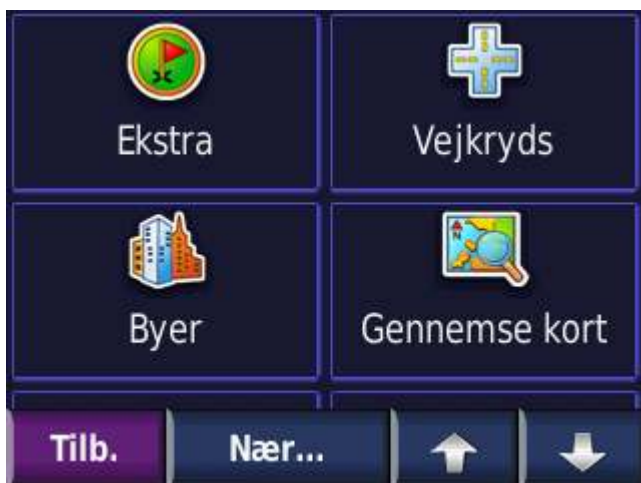 Ekstra
Vejkryds
Byer
N
Gennemse kort
Tilb.
Nær...